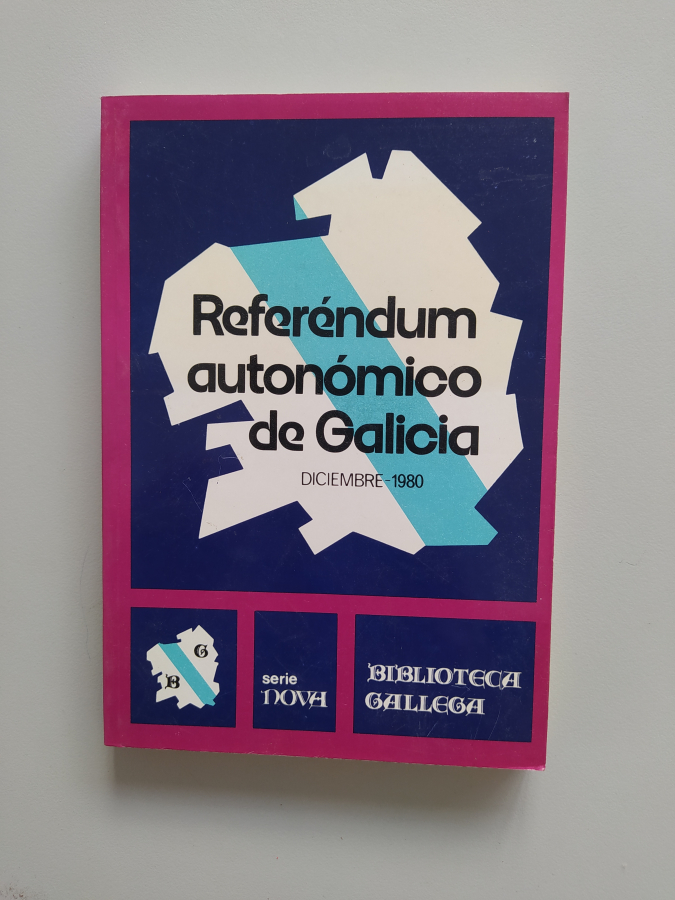 Referéndum
autonómico
de Galicia
DICIEMBRE-1980
G
B
serie
NOVA
BIBLIOTECA
GALLEGA